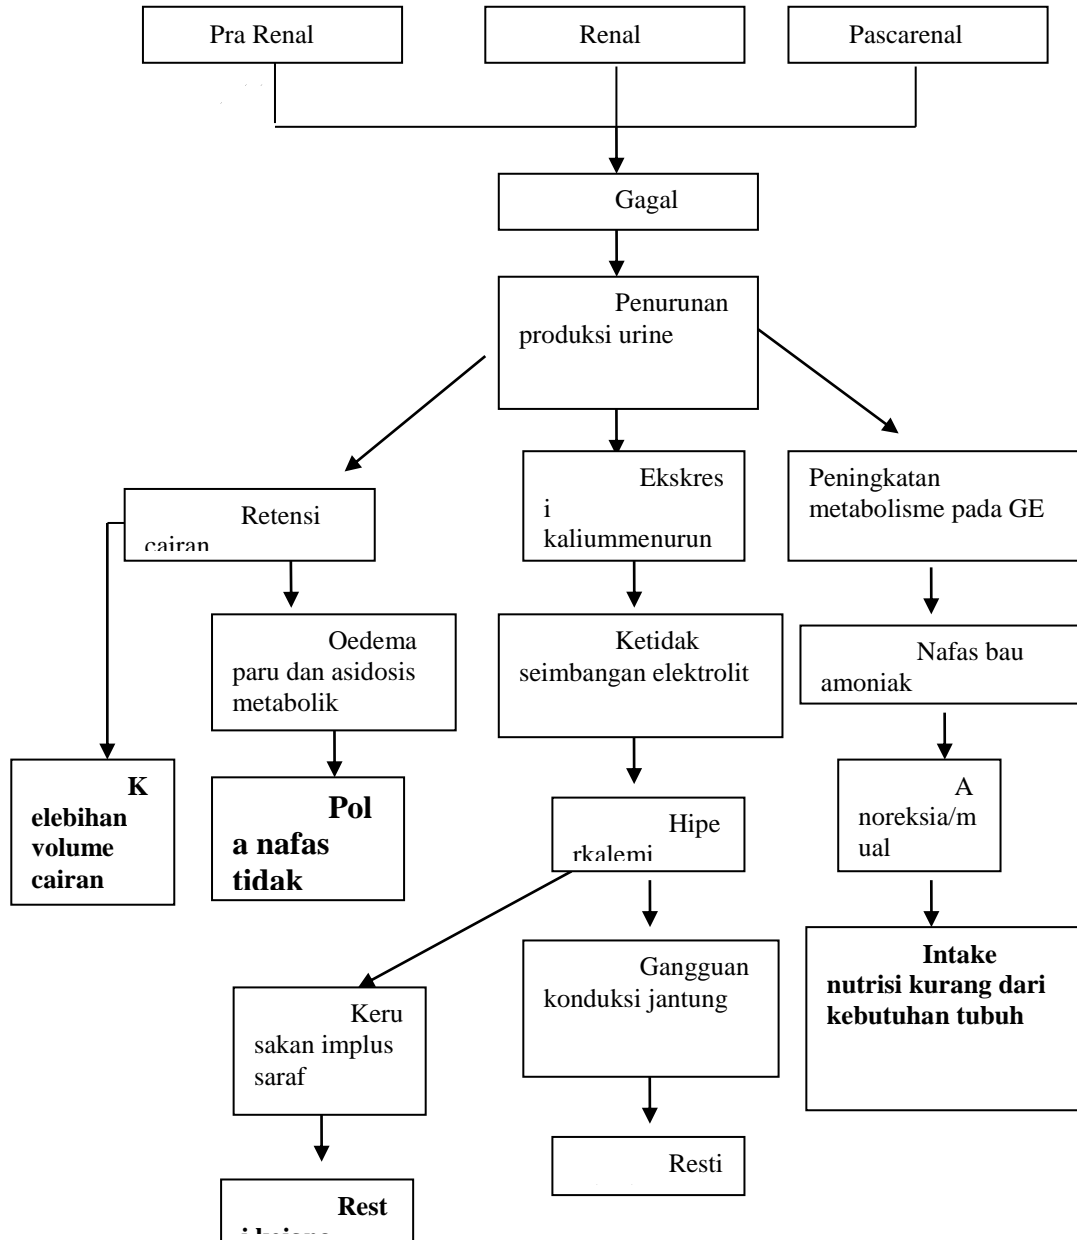 Pra Renal
Renal
Pascarenal
Gagal
Penurunan
produksi urine
Retensi
cairan
Ekskres
i
kaliummenurun
Peningkatan
metabolisme pada GE
Oedema
paru dan asidosis
metabolik
Ketidak
seimbangan elektrolit
Nafas bau
amoniak
K
elebihan
volume
cairan
Pol
a nafas
tidak
Hipe
rkalemi
A
noreksia/m
ual
Keru
sakan implus
saraf
Gangguan
konduksi jantung
Intake
nutrisi kurang dari
kebutuhan tubuh
Rest
i kejang
Resti